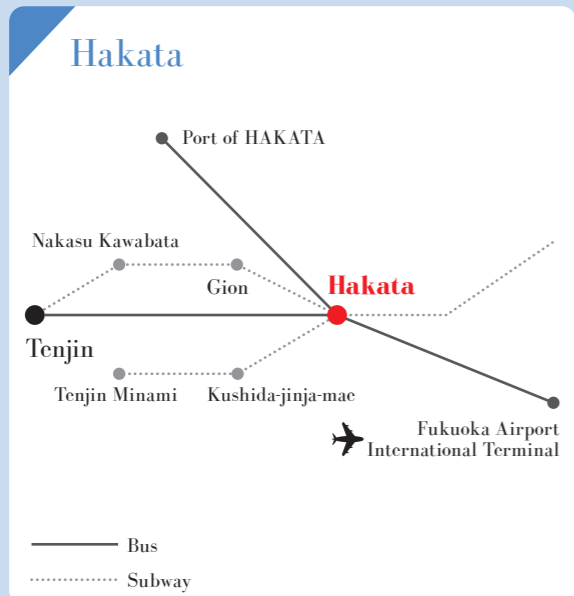 Hakata
Port of HAKATA
Nakasu Kawabata
Gion
Hakata
Tenjin
Tenjin Minami
Kushida-jinja-mae
Fukuoka Airport
International Terminal
Bus
Subway